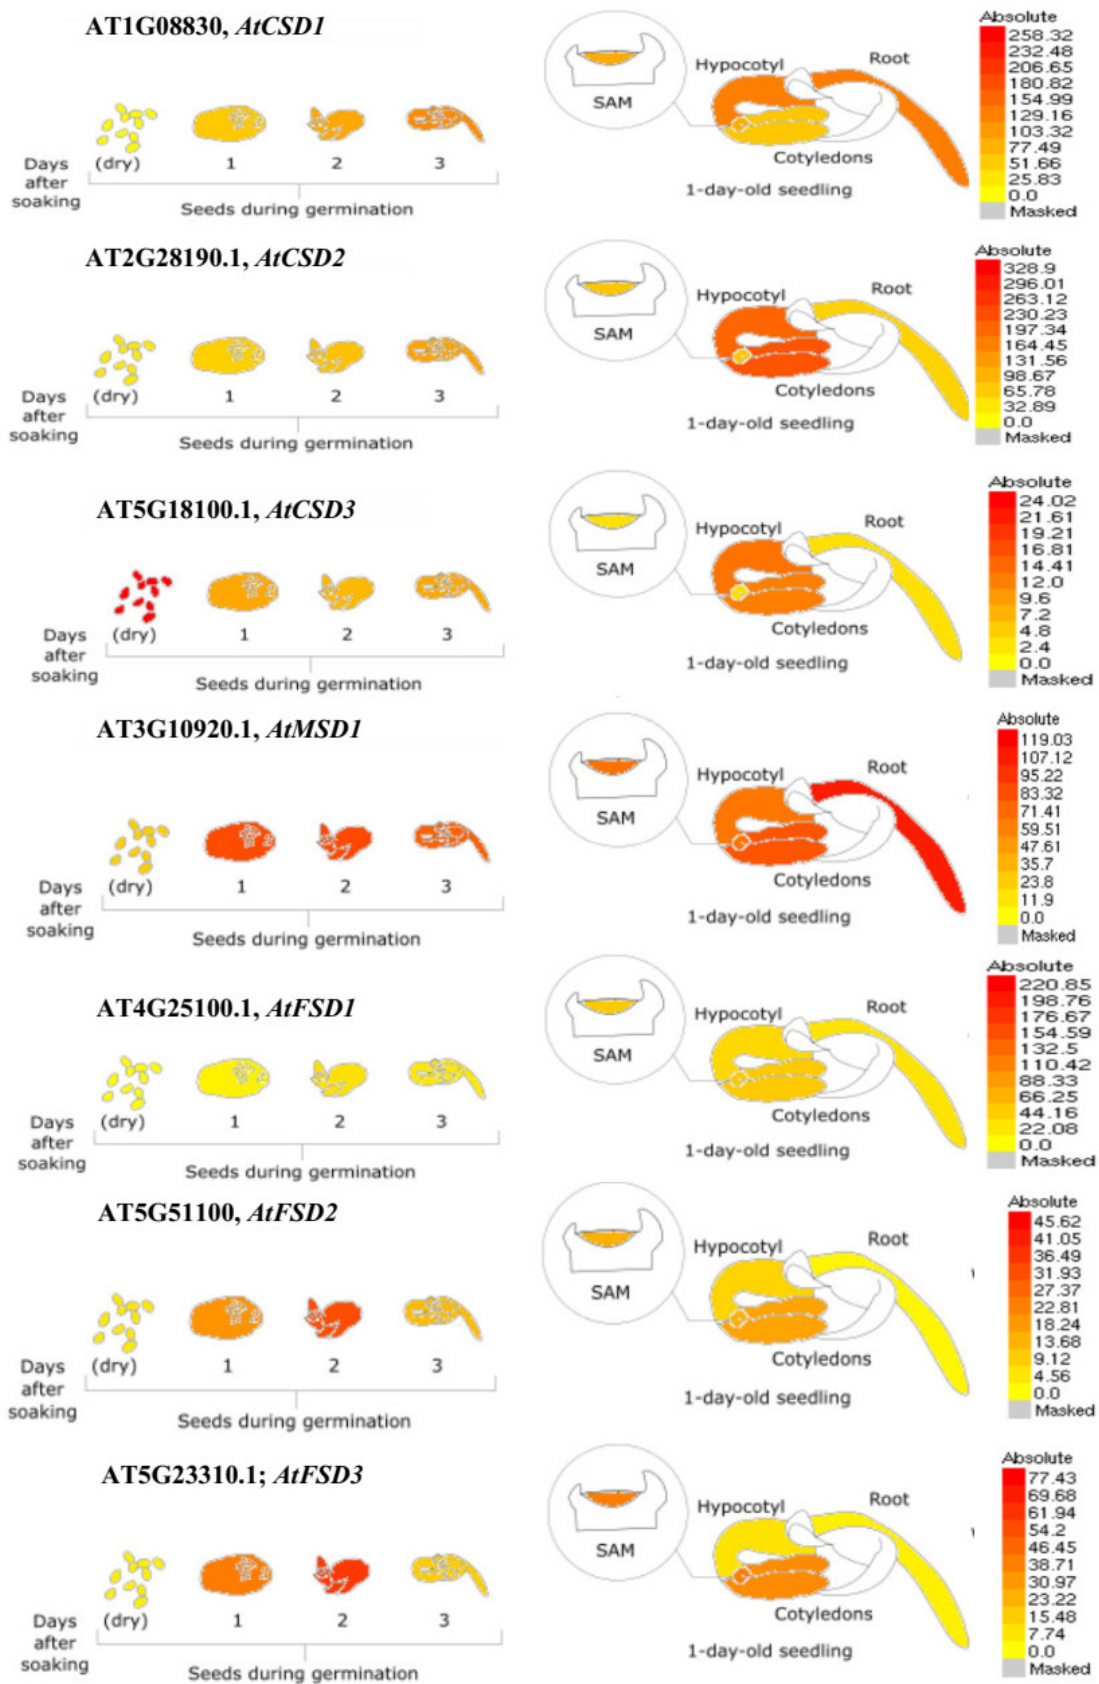 AT1G08830, AtCSD1
Days after soaking
(dry)
1
2
3
Seeds during germination
SAM
Hypocotyl
Root
Cotyledons
1-day-old seedling
Absolute
258.32
232.48
206.65
180.82
154.99
129.16
103.32
77.49
51.66
25.83
0.0
Masked
AT2G28190.1, AtCSD2
Days after soaking
(dry)
1
2
3
Seeds during germination
SAM
Hypocotyl
Root
Cotyledons
1-day-old seedling
Absolute
328.9
296.01
263.12
230.23
197.34
164.45
131.56
98.67
65.78
32.89
0.0
Masked
AT5G18100.1, AtCSD3
Days after soaking
(dry)
1
2
3
Seeds during germination
SAM
Hypocotyl
Root
Cotyledons
1-day-old seedling
Absolute
24.02
21.61
19.21
16.81
14.41
12.0
9.6
7.2
4.8
2.4
0.0
Masked
AT3G10920.1, AtMSD1
Days after soaking
(dry)
1
2
3
Seeds during germination
SAM
Hypocotyl
Root
Cotyledons
1-day-old seedling
Absolute
119.03
107.12
95.22
83.32
71.41
59.51
47.61
35.7
23.8
11.9
0.0
Masked
AT4G25100.1, AtFSD1
Days after soaking
(dry)
1
2
3
Seeds during germination
SAM
Hypocotyl
Root
Cotyledons
1-day-old seedling
Absolute
220.85
198.76
176.67
154.59
132.5
110.42
88.33
66.25
44.16
22.08
0.0
Masked
AT5G51100, AtFSD2
Days after soaking
(dry)
1
2
3
Seeds during germination
SAM
Hypocotyl
Root
Cotyledons
1-day-old seedling
Absolute
45.62
41.05
36.49
31.93
27.37
22.81
18.24
13.68
9.12
4.56
0.0
Masked
AT5G23310.1; AtFSD3
Days after soaking
(dry)
1
2
3
Seeds during germination
SAM
Hypocotyl
Root
Cotyledons
1-day-old seedling
Absolute
77.43
69.68
61.94
54.2
46.45
38.71
30.97
23.22
15.48
7.74
0.0
Masked